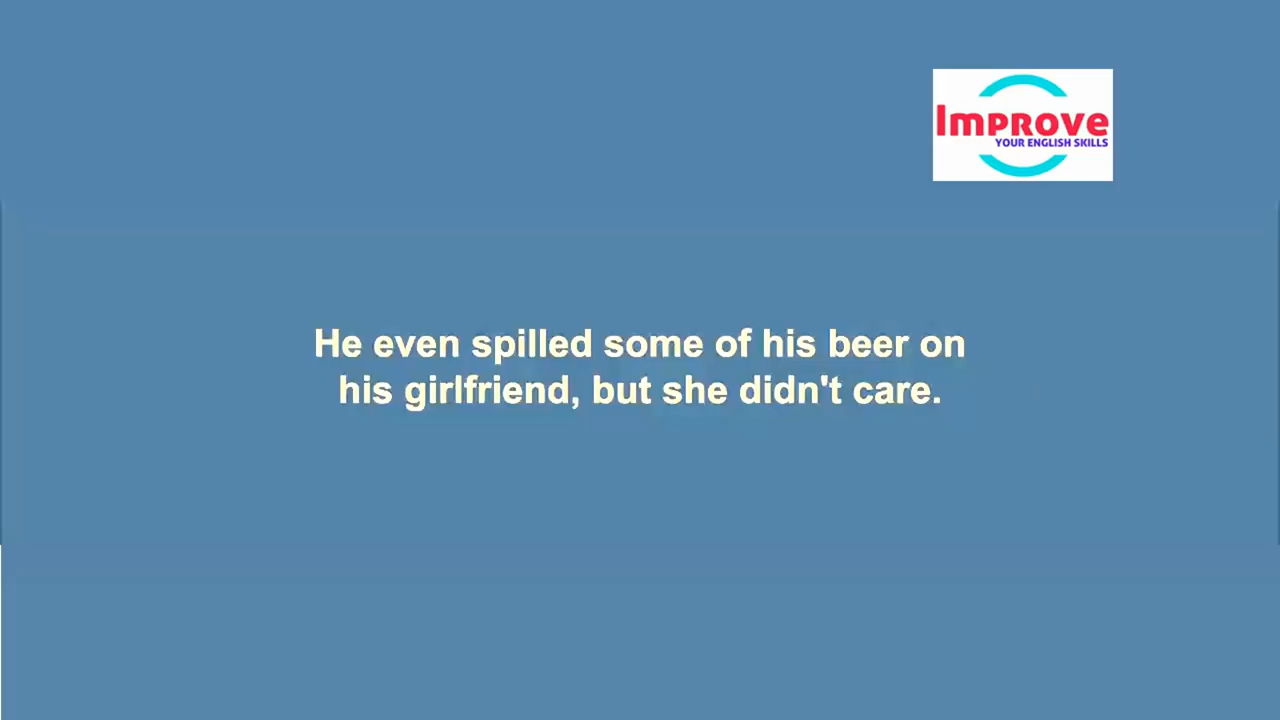 Improve
YOUR ENGLISH SKILLS
He even spilled some of his beer on
his girlfriend, but she didn't care.